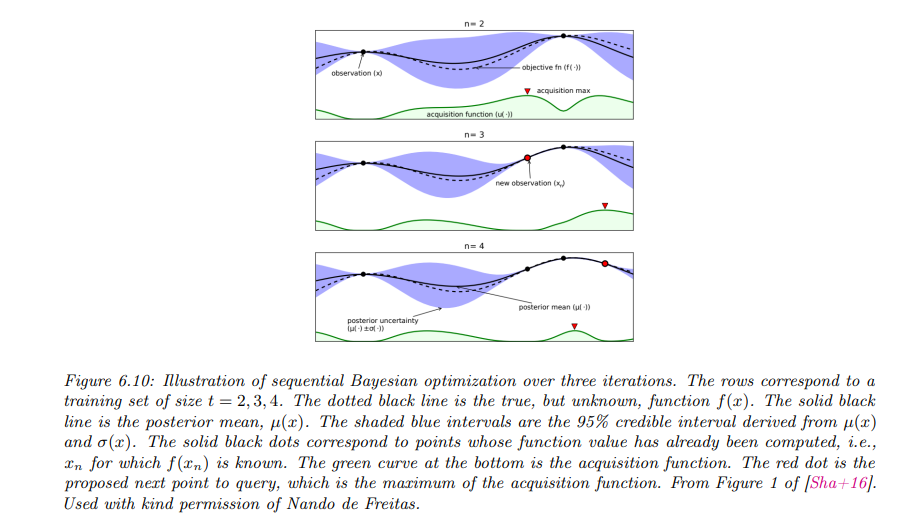 n= 2
observation (x)
objective fn (f(·))
acquisition max
acquisition function (u(·))
n= 3
new observation (xₙ)
n= 4
posterior mean (μ(·))
posterior uncertainty
(μ(·)±σ(·))
Figure 6.10: Illustration of sequential Bayesian optimization over three iterations. The rows correspond to a
training set of size t = 2, 3, 4. The dotted black line is the true, but unknown, function f(x). The solid black
line is the posterior mean, μ(x). The shaded blue intervals are the 95% credible interval derived from μ(x)
and σ(x). The solid black dots correspond to points whose function value has already been computed, i.e.,
xₙ for which f(xₙ) is known. The green curve at the bottom is the acquisition function. The red dot is the
proposed next point to query, which is the maximum of the acquisition function. From Figure 1 of [Sha+16].
Used with kind permission of Nando de Freitas.